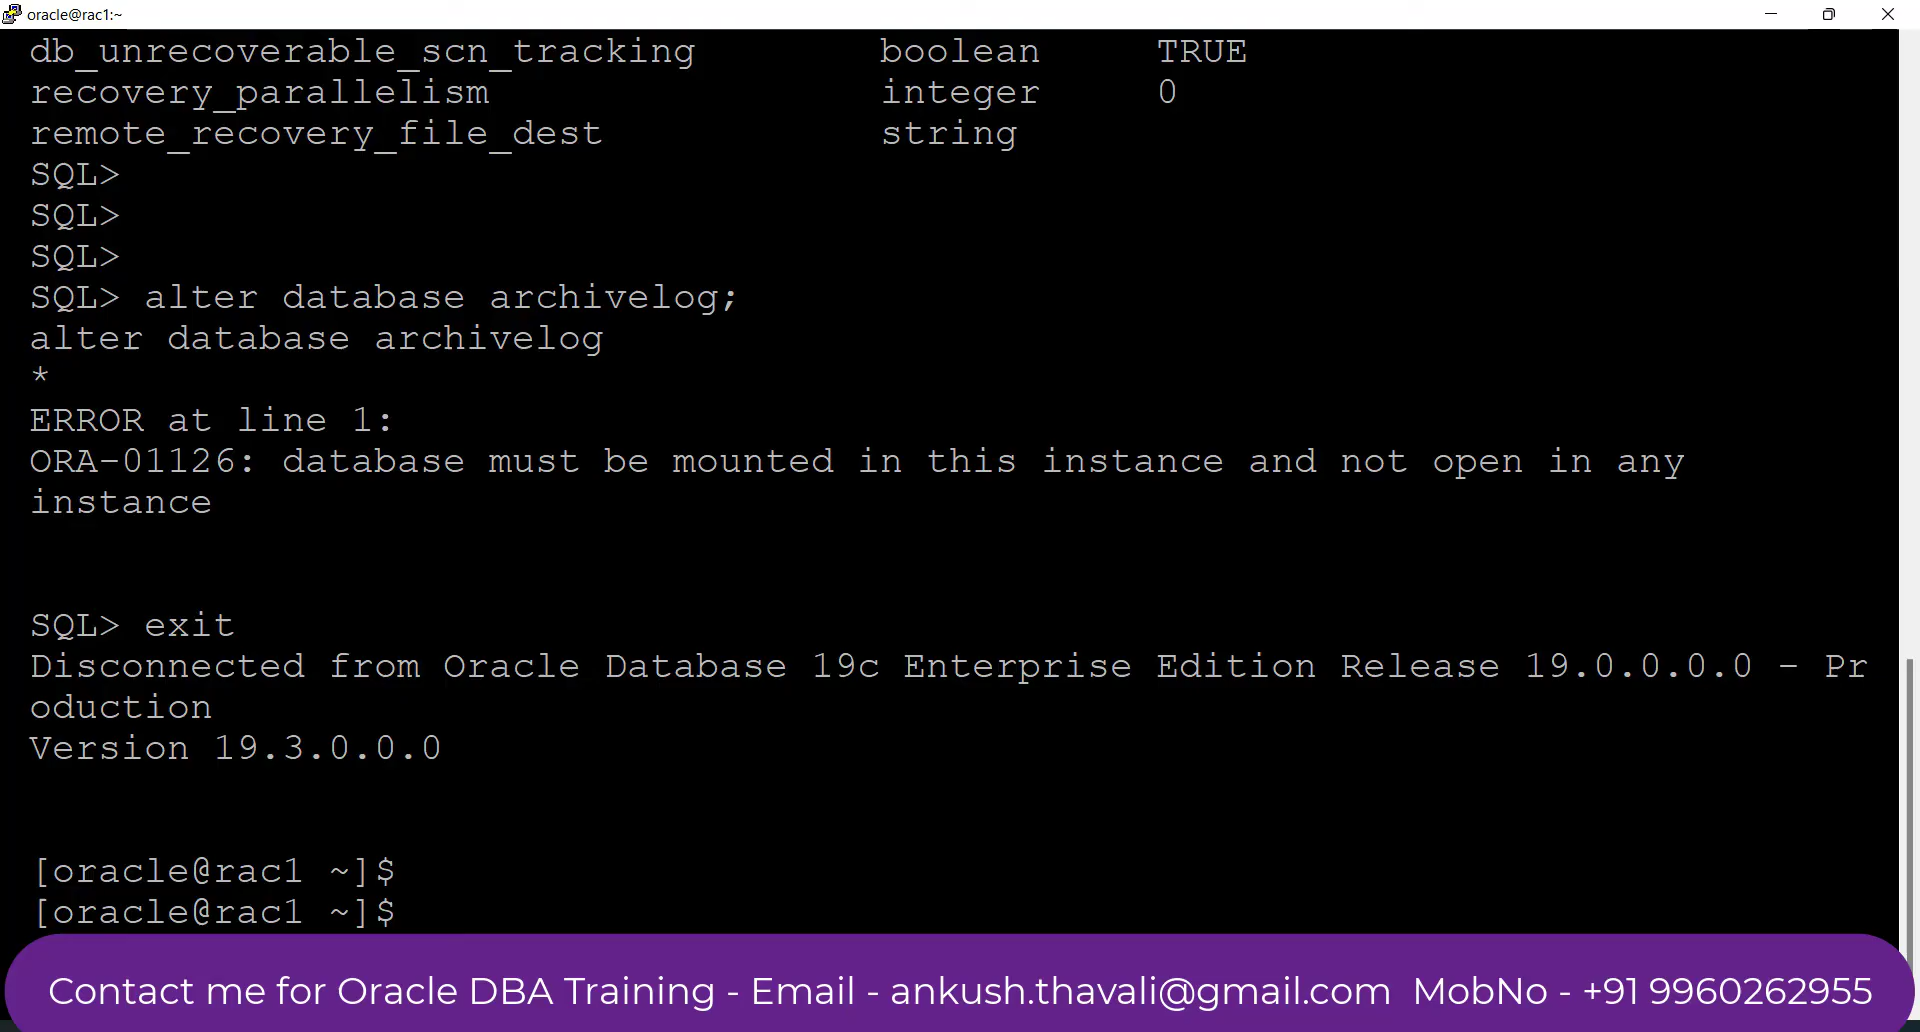 oracle@rac1:~
db_unrecoverable_scn_tracking boolean TRUE
recovery_parallelism integer 0
remote_recovery_file_dest string
SQL>
SQL>
SQL>
SQL> alter database archivelog;
alter database archivelog
*
ERROR at line 1:
ORA-01126: database must be mounted in this instance and not open in any
instance
SQL> exit
Disconnected from Oracle Database 19c Enterprise Edition Release 19.0.0.0.0 - Pr
oduction
Version 19.3.0.0.0
[oracle@rac1 ~]$
[oracle@rac1 ~]$
Contact me for Oracle DBA Training - Email - ankush.thavali@gmail.com MobNo - +91 9960262955